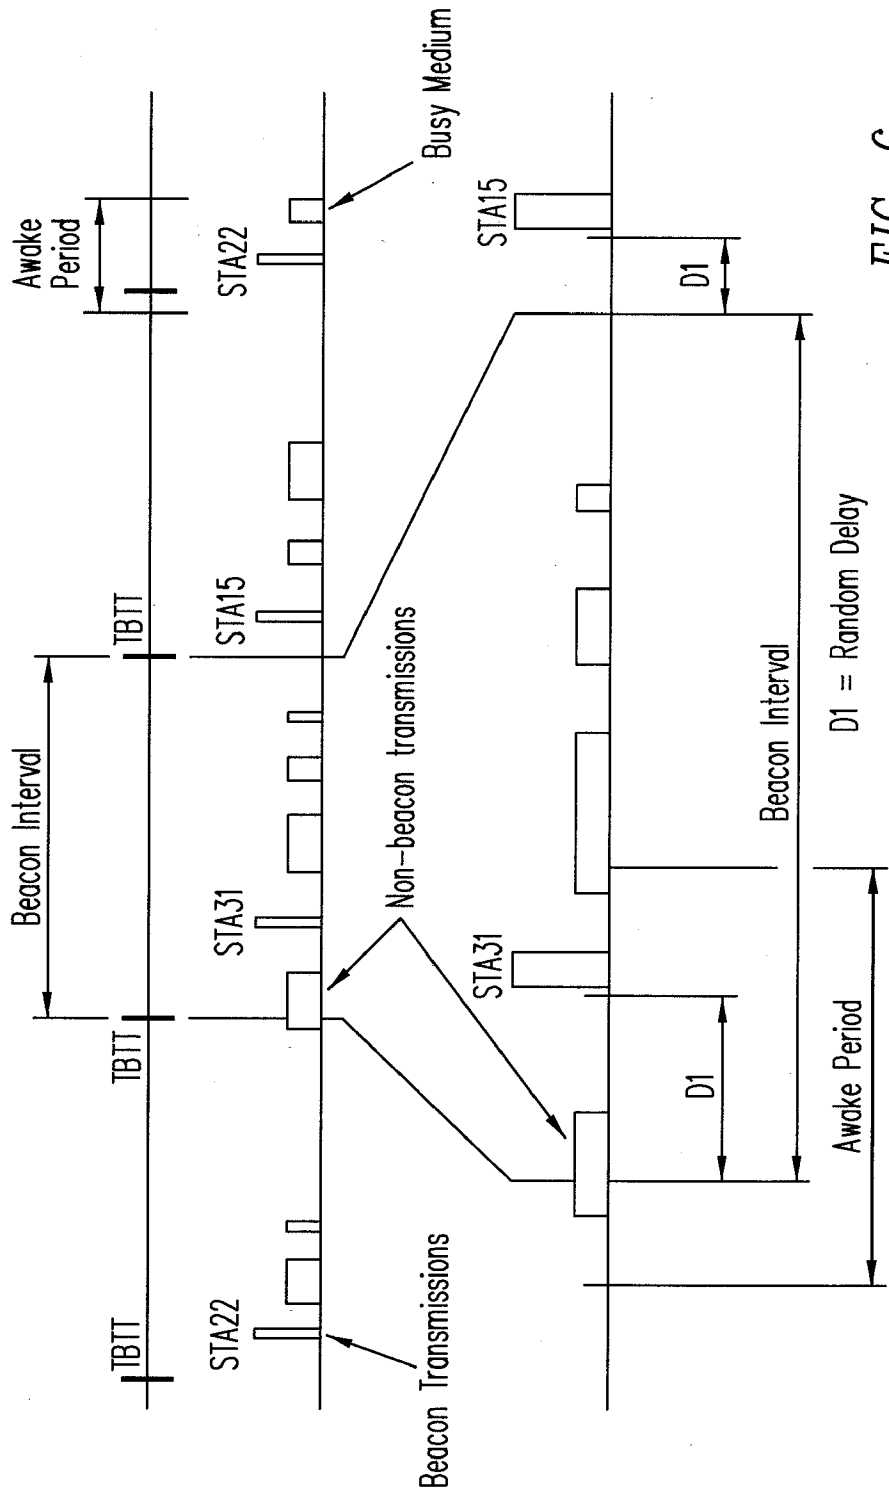 Beacon Interval
Awake
Period
TBTT
TBTT
TBTT
STA22
STA31
STA15
STA22
Beacon Transmissions
Non-beacon transmissions
Busy Medium
STA31
STA15
D1
D1
Beacon Interval
Awake Period
D1 = Random Delay